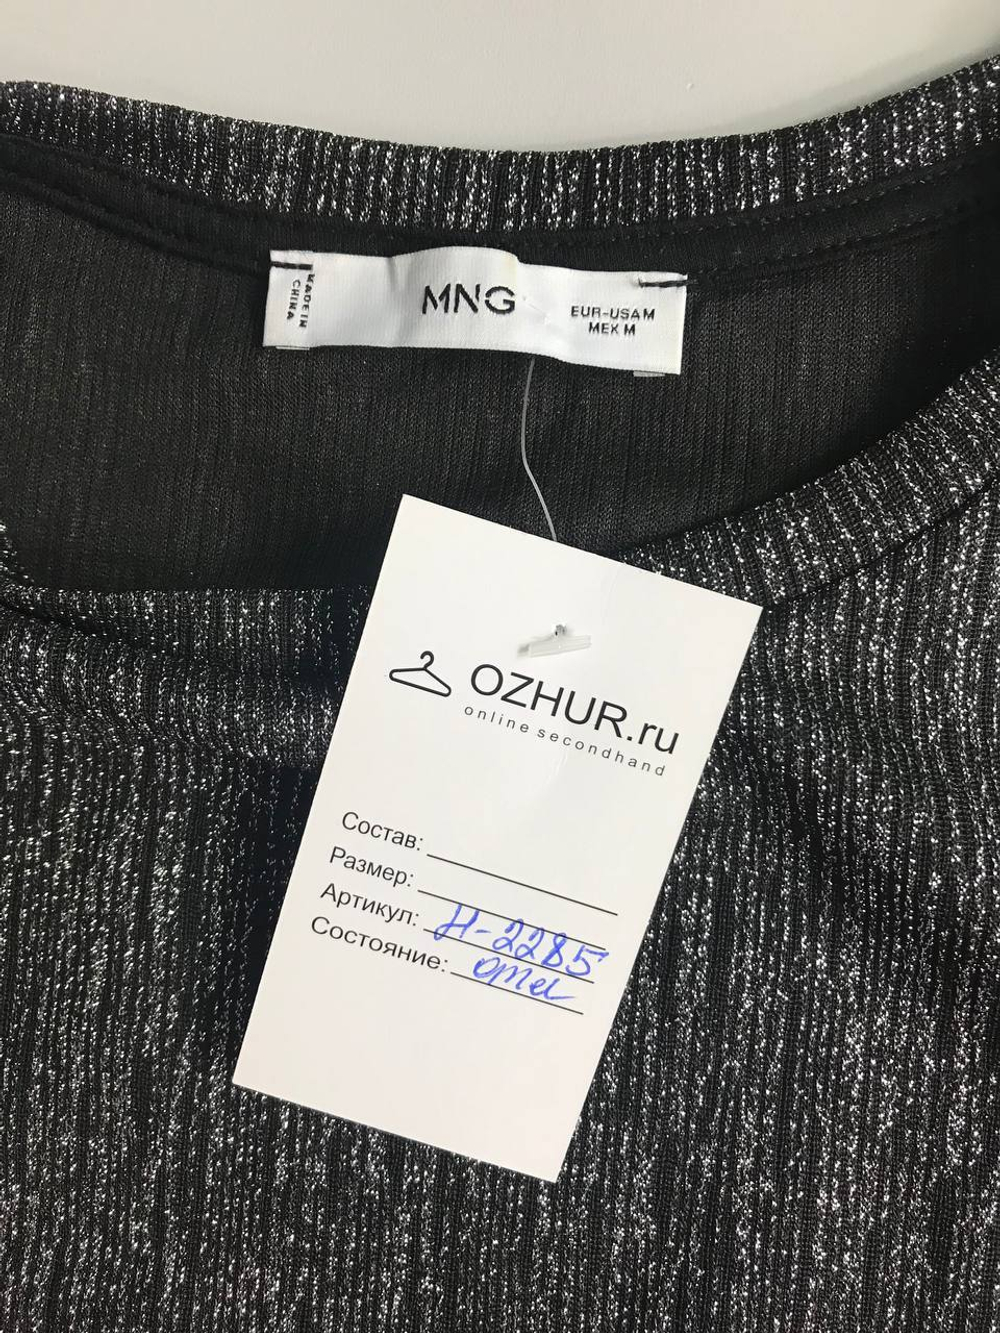 MADE IN
CHINA
MNG
EUR-USA M
MEX M
OZHUR.ru
online secondhand
Состав:
Размер:
Артикул: Н-2285
Состояние: отл